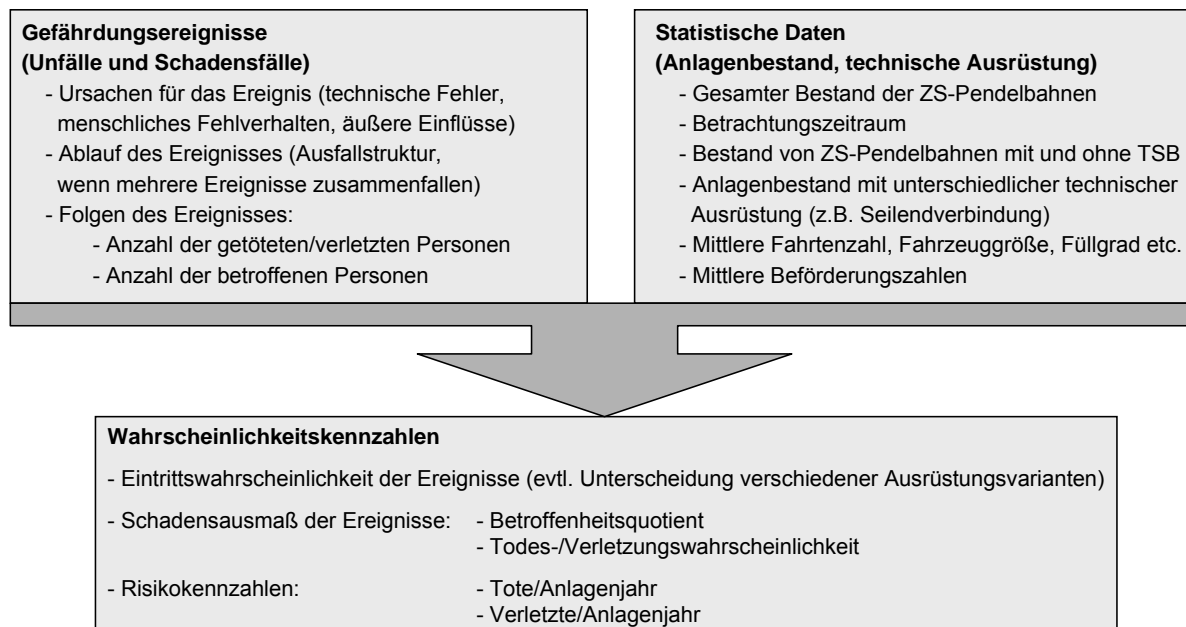 Gefährdungsereignisse
(Unfälle und Schadensfälle)
- Ursachen für das Ereignis (technische Fehler,
menschliches Fehlverhalten, äußere Einflüsse)
- Ablauf des Ereignisses (Ausfallstruktur,
wenn mehrere Ereignisse zusammenfallen)
- Folgen des Ereignisses:
- Anzahl der getöteten/verletzten Personen
- Anzahl der betroffenen Personen
Statistische Daten
(Anlagenbestand, technische Ausrüstung)
- Gesamter Bestand der ZS-Pendelbahnen
- Betrachtungszeitraum
- Bestand von ZS-Pendelbahnen mit und ohne TSB
- Anlagenbestand mit unterschiedlicher technischer
Ausrüstung (z.B. Seilendverbindung)
- Mittlere Fahrtenzahl, Fahrzeuggröße, Füllgrad etc.
- Mittlere Beförderungszahlen
Wahrscheinlichkeitskennzahlen
- Eintrittswahrscheinlichkeit der Ereignisse (evtl. Unterscheidung verschiedener Ausrüstungsvarianten)
- Schadensausmaß der Ereignisse: - Betroffenheitsquotient
- Todes-/Verletzungswahrscheinlichkeit
- Risikokennzahlen: - Tote/Anlagenjahr
- Verletzte/Anlagenjahr